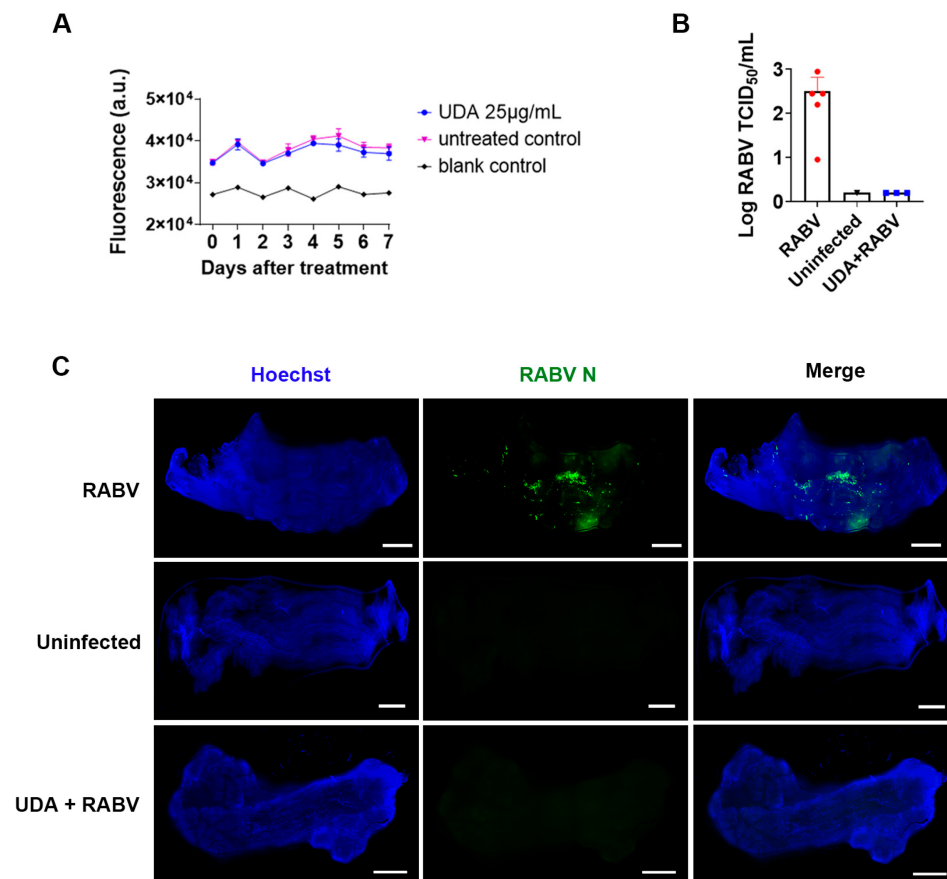 A
Fluorescence (a.u.)
5×10⁴
4×10⁴
3×10⁴
2×10⁴
0 1 2 3 4 5 6 7
Days after treatment
UDA 25µg/mL
untreated control
blank control
B
Log RABV TCID₅₀/mL
3
2
1
0
RABV
Uninfected
UDA+RABV
C
Hoechst
RABV N
Merge
RABV
Uninfected
UDA + RABV